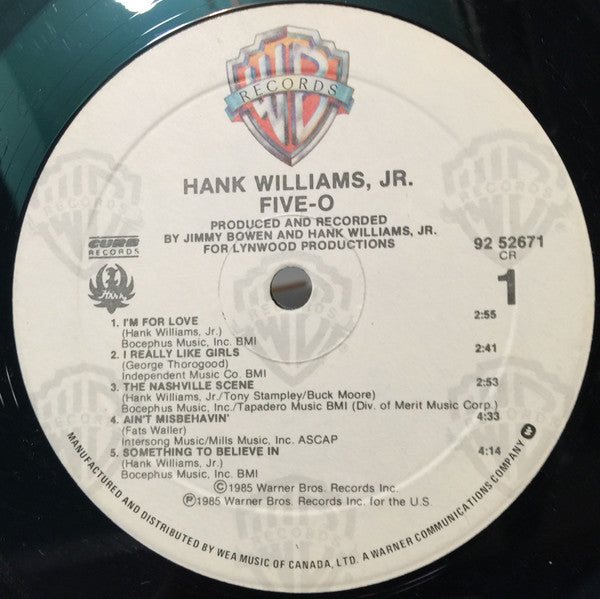 WB
RECORDS
HANK WILLIAMS, JR.
FIVE-O
PRODUCED AND RECORDED
BY JIMMY BOWEN AND HANK WILLIAMS, JR.
FOR LYNWOOD PRODUCTIONS
CURB
RECORDS
HANK
92 52671
CR
1
1. I'M FOR LOVE 2:55
(Hank Williams, Jr.)
Bocephus Music, Inc. BMI
2. I REALLY LIKE GIRLS 2:41
(George Thorogood)
Independent Music Co. BMI
3. THE NASHVILLE SCENE 2:53
(Hank Williams, Jr./Tony Stampley/Buck Moore)
Bocephus Music, Inc./Tapadero Music BMI (Div. of Merit Music Corp.)
4. AIN'T MISBEHAVIN' 4:33
(Fats Waller)
Intersong Music/Mills Music, Inc. ASCAP
5. SOMETHING TO BELIEVE IN 4:14
(Hank Williams, Jr.)
Bocephus Music, Inc. BMI
©1985 Warner Bros. Records Inc.
℗1985 Warner Bros. Records Inc. for the U.S.
MANUFACTURED AND DISTRIBUTED BY WEA MUSIC OF CANADA, LTD. A WARNER COMMUNICATIONS COMPANY